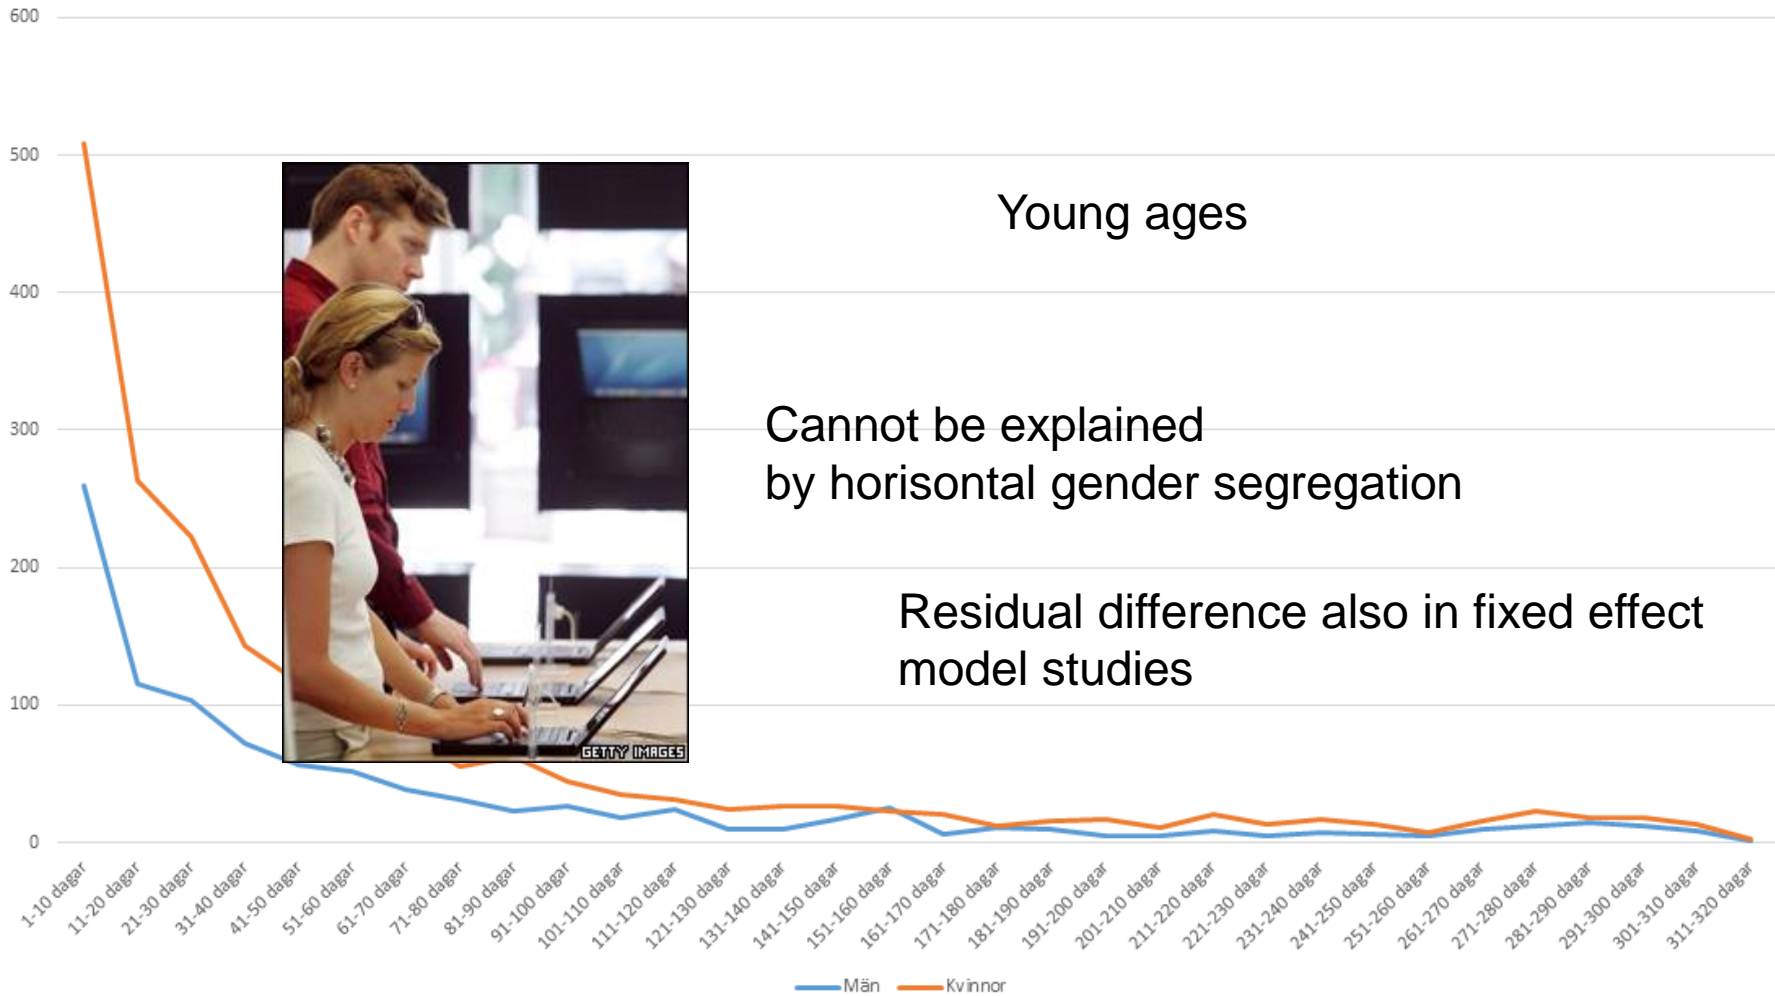 600
500
400
300
200
100
0
Young ages
Cannot be explained
by horisontal gender segregation
Residual difference also in fixed effect
model studies
GETTY IMAGES
1-10 dagar
11-20 dagar
21-30 dagar
31-40 dagar
41-50 dagar
51-60 dagar
61-70 dagar
71-80 dagar
81-90 dagar
91-100 dagar
101-110 dagar
111-120 dagar
121-130 dagar
131-140 dagar
141-150 dagar
151-160 dagar
161-170 dagar
171-180 dagar
181-190 dagar
191-200 dagar
201-210 dagar
211-220 dagar
221-230 dagar
231-240 dagar
241-250 dagar
251-260 dagar
261-270 dagar
271-280 dagar
281-290 dagar
291-300 dagar
301-310 dagar
311-320 dagar
Män
Kvinnor